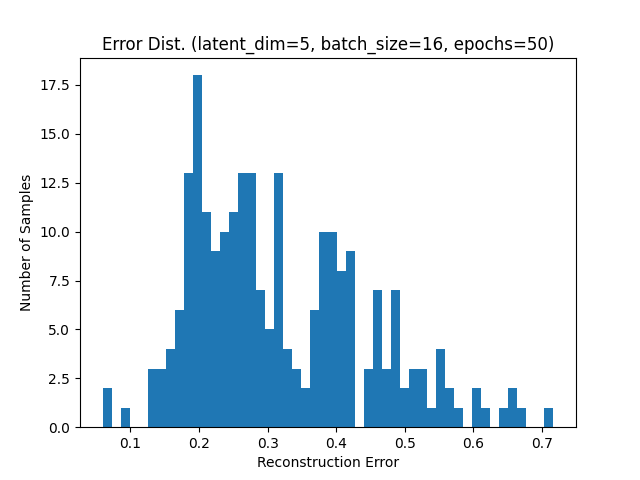 Error Dist. (latent_dim=5, batch_size=16, epochs=50)
17.5
15.0
12.5
10.0
7.5
5.0
2.5
0.0
Number of Samples
0.1 0.2 0.3 0.4 0.5 0.6 0.7
Reconstruction Error